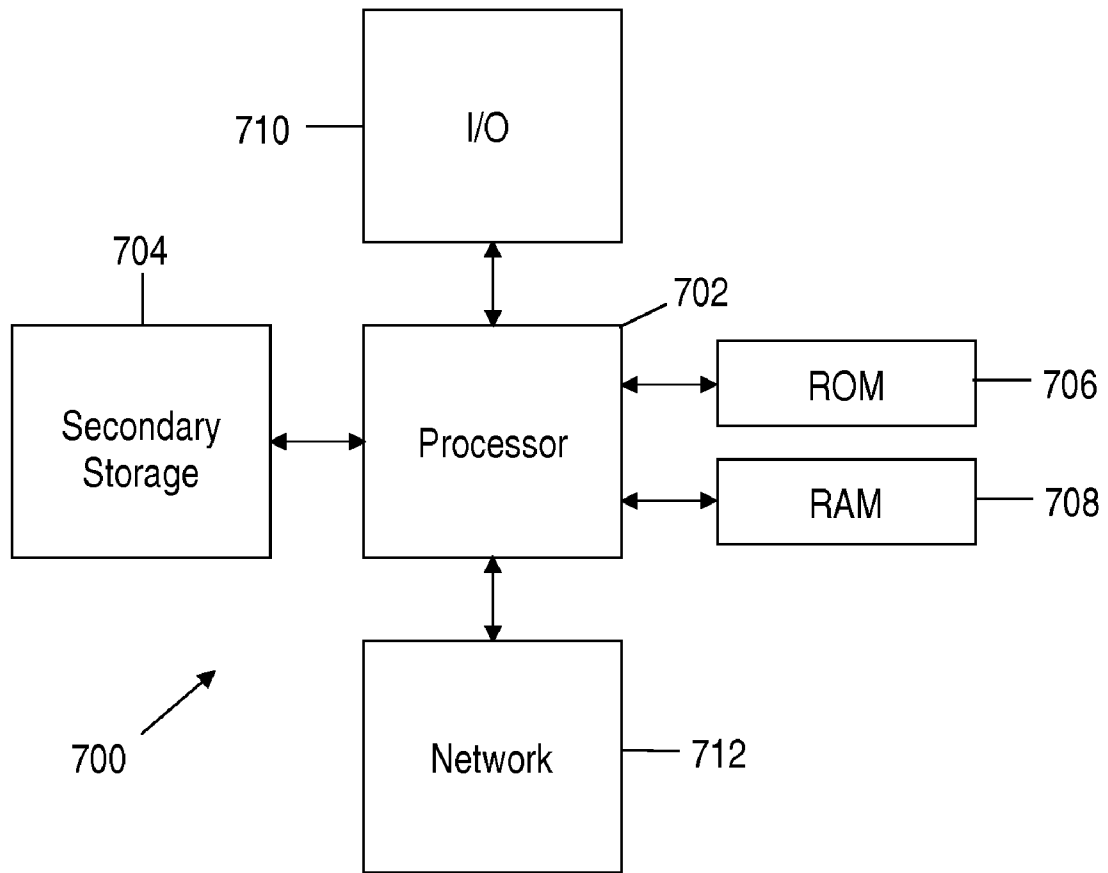 I/O
710
704
702
Secondary
Storage
Processor
ROM
706
RAM
708
700
Network
712